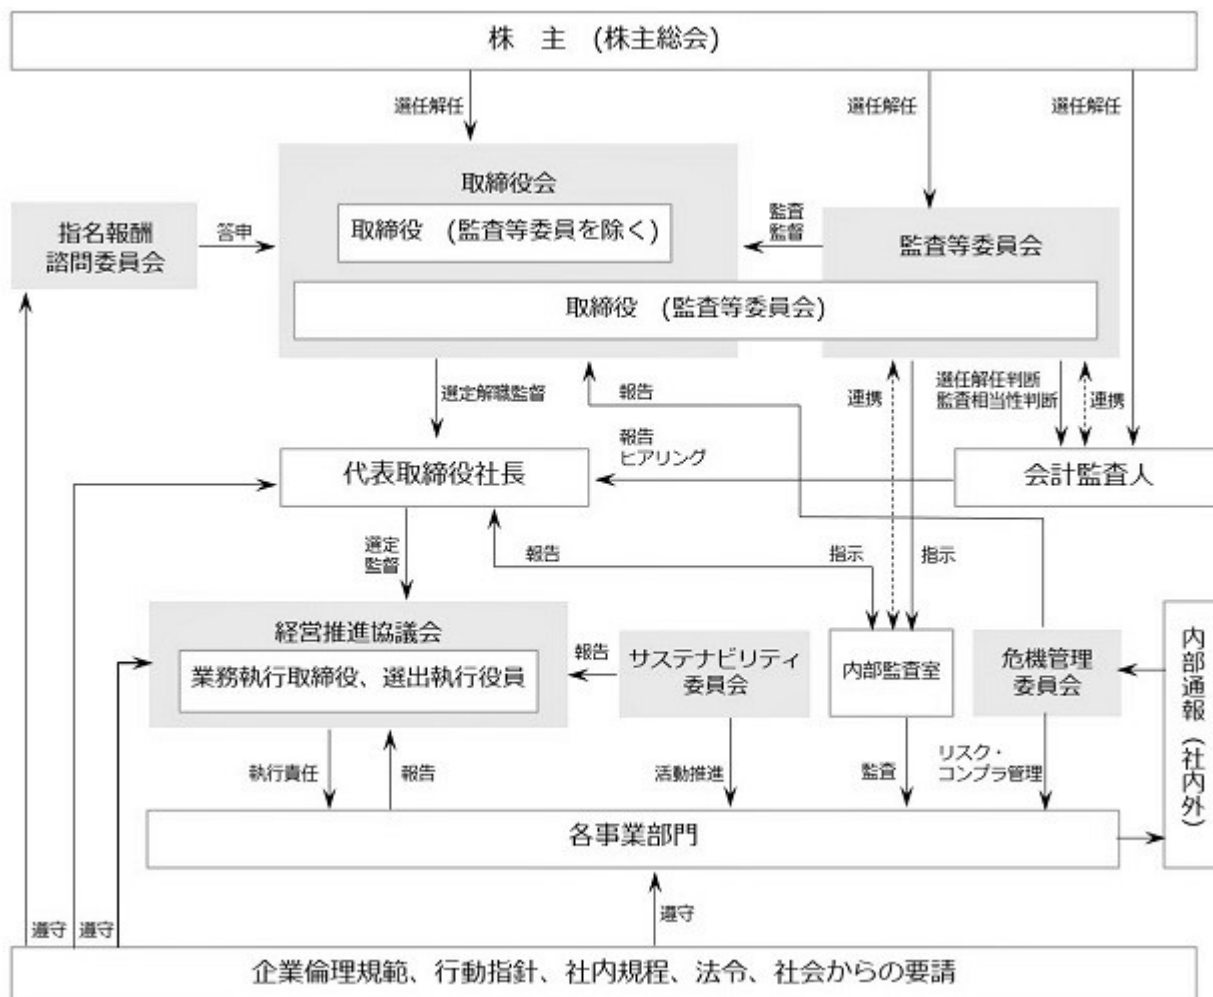 株　主　(株主総会)
選任解任
選任解任
選任解任
取締役会
取締役　(監査等委員を除く)
監査
監督
監査等委員会
指名報酬
諮問委員会
答申
取締役　(監査等委員会)
選定解職監督
報告
連携
選任解任判断
監査相当性判断
連携
報告
ヒアリング
代表取締役社長
会計監査人
選定
監督
報告
指示
指示
経営推進協議会
業務執行取締役、選出執行役員
報告
サステナビリティ
委員会
内部監査室
危機管理
委員会
内部通報（社内外）
執行責任
報告
活動推進
監査
リスク・
コンプラ管理
各事業部門
遵守
遵守
遵守
企業倫理規範、行動指針、社内規程、法令、社会からの要請